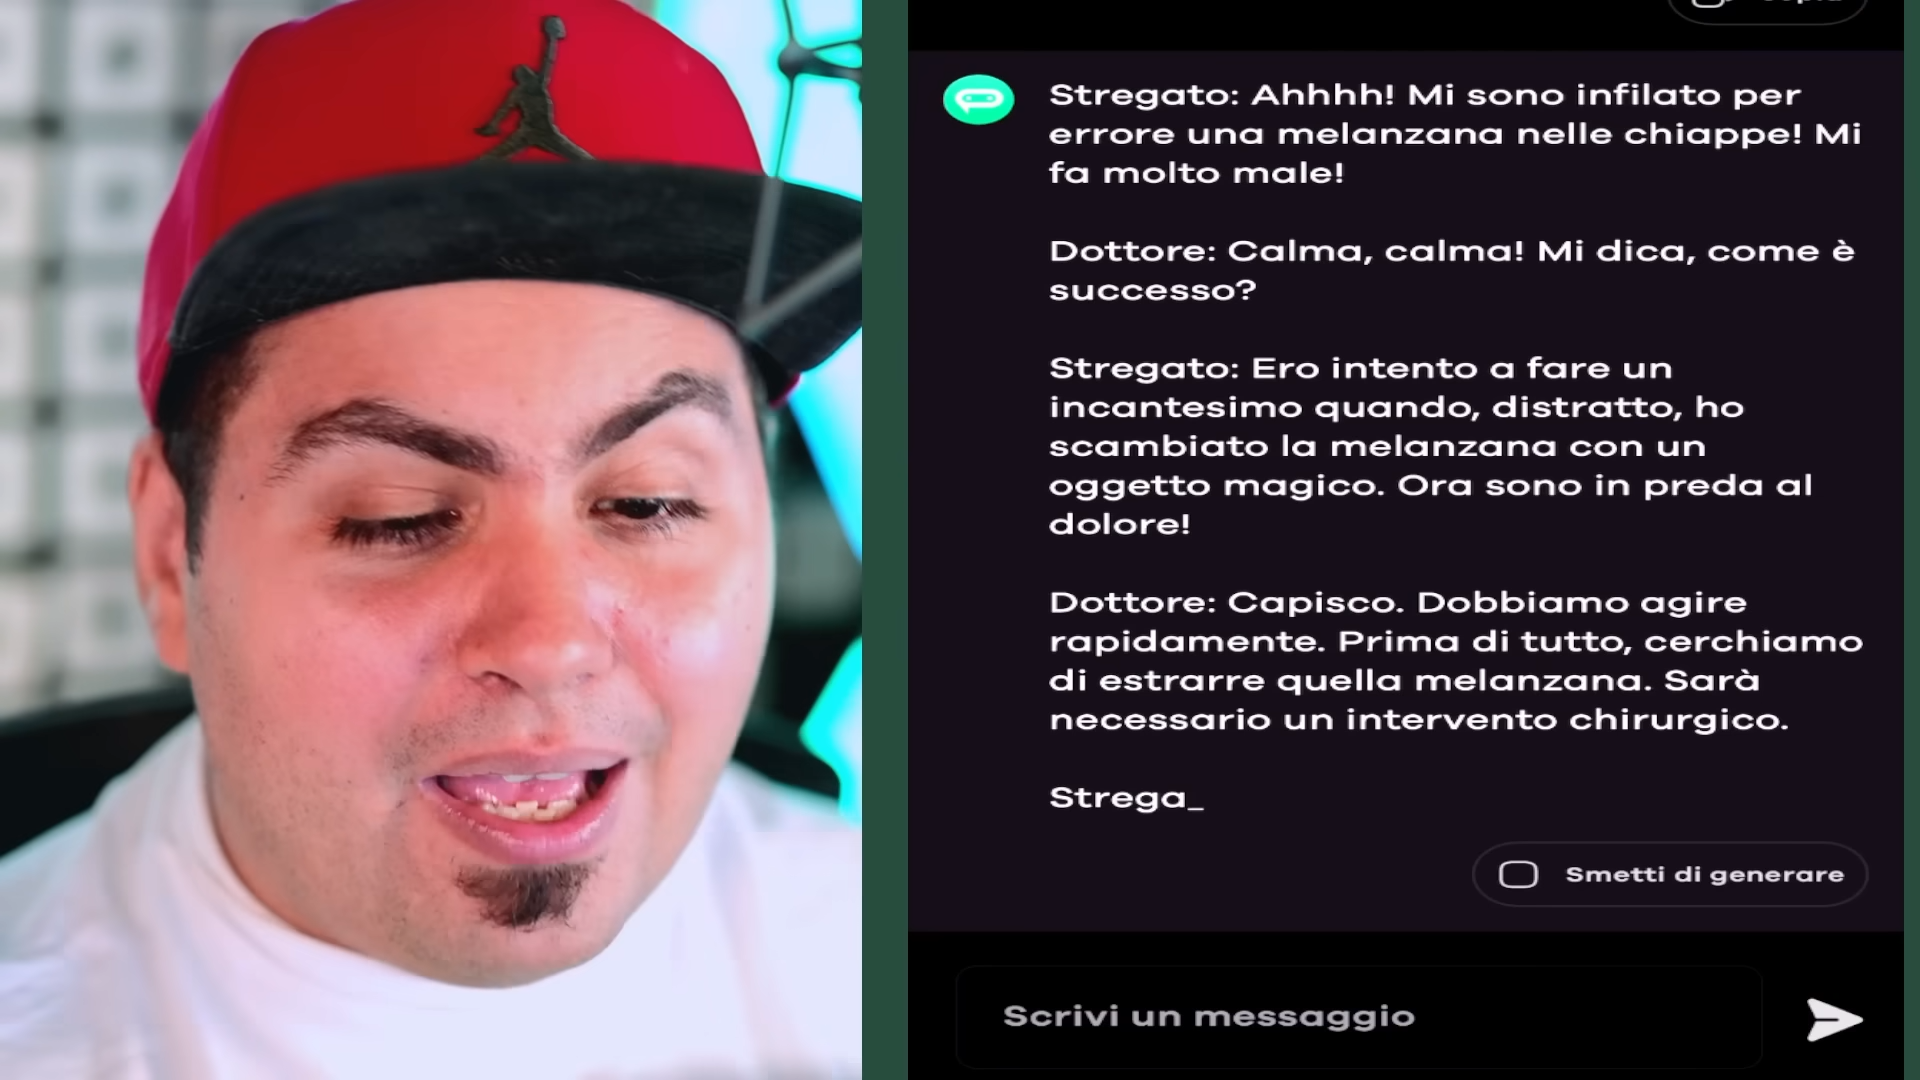 Stregato: Ahhhh! Mi sono infilato per
errore una melanzana nelle chiappe! Mi
fa molto male!
Dottore: Calma, calma! Mi dica, come è
successo?
Stregato: Ero intento a fare un
incantesimo quando, distratto, ho
scambiato la melanzana con un
oggetto magico. Ora sono in preda al
dolore!
Dottore: Capisco. Dobbiamo agire
rapidamente. Prima di tutto, cerchiamo
di estrarre quella melanzana. Sarà
necessario un intervento chirurgico.
Strega_
Smetti di generare
Scrivi un messaggio